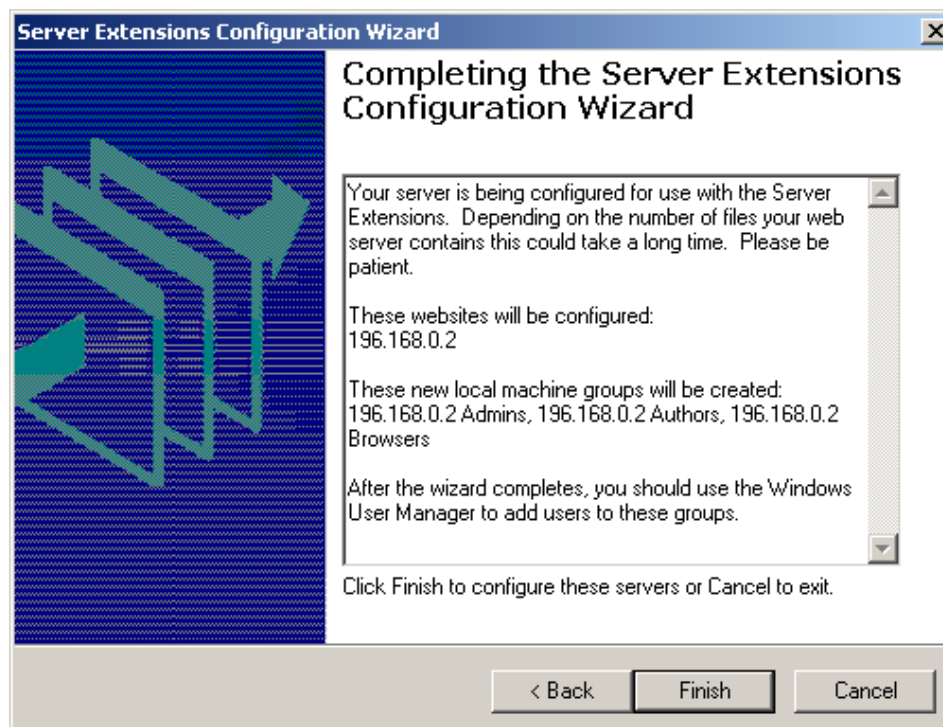 Server Extensions Configuration Wizard
Completing the Server Extensions
Configuration Wizard
Your server is being configured for use with the Server
Extensions.  Depending on the number of files your web
server contains this could take a long time.  Please be
patient.
These websites will be configured:
196.168.0.2
These new local machine groups will be created:
196.168.0.2 Admins, 196.168.0.2 Authors, 196.168.0.2
Browsers
After the wizard completes, you should use the Windows
User Manager to add users to these groups.
Click Finish to configure these servers or Cancel to exit.
< Back Finish Cancel